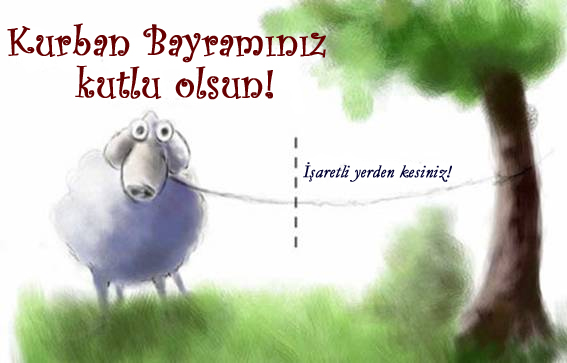 Kurban Bayramınız
kutlu olsun!
İşaretli yerden kesiniz!